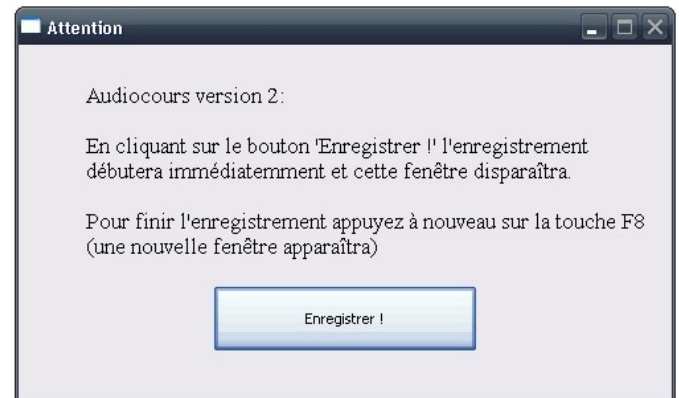 Attention
Audiocours version 2:
En cliquant sur le bouton 'Enregistrer !' l'enregistrement
débutera immédiatemment et cette fenêtre disparaîtra.
Pour finir l'enregistrement appuyez à nouveau sur la touche F8
(une nouvelle fenêtre apparaîtra)
Enregistrer !